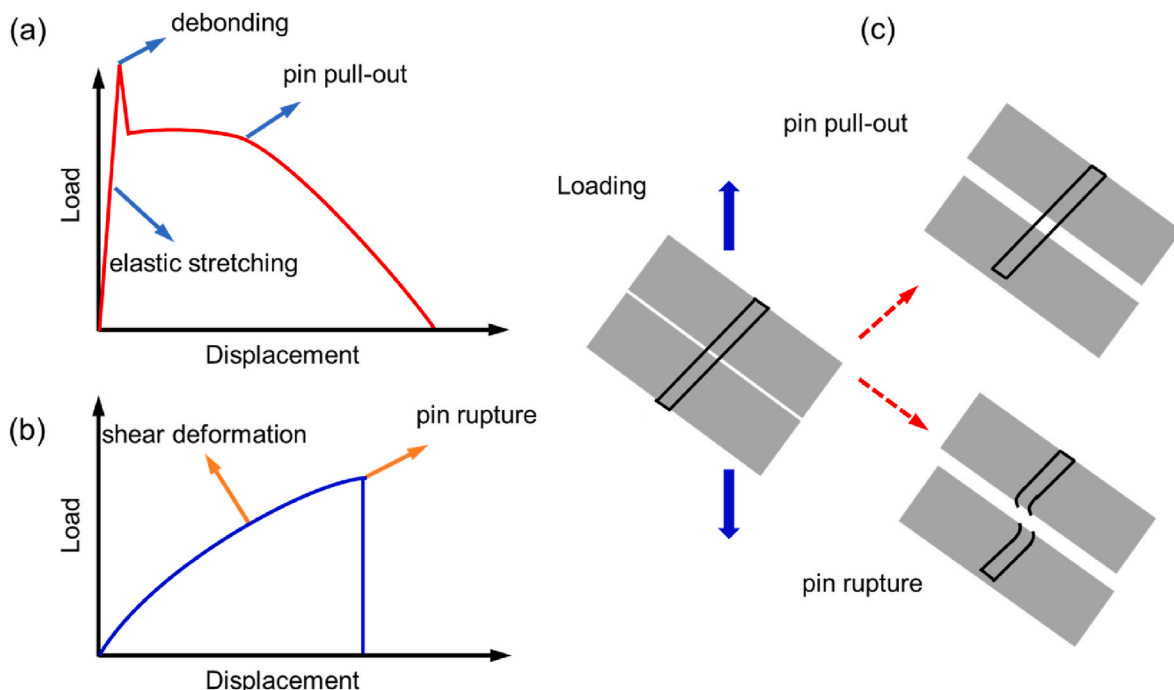 (a)
debonding
pin pull-out
Load
elastic stretching
Displacement
(b)
shear deformation
pin rupture
Load
Displacement
(c)
pin pull-out
Loading
pin rupture